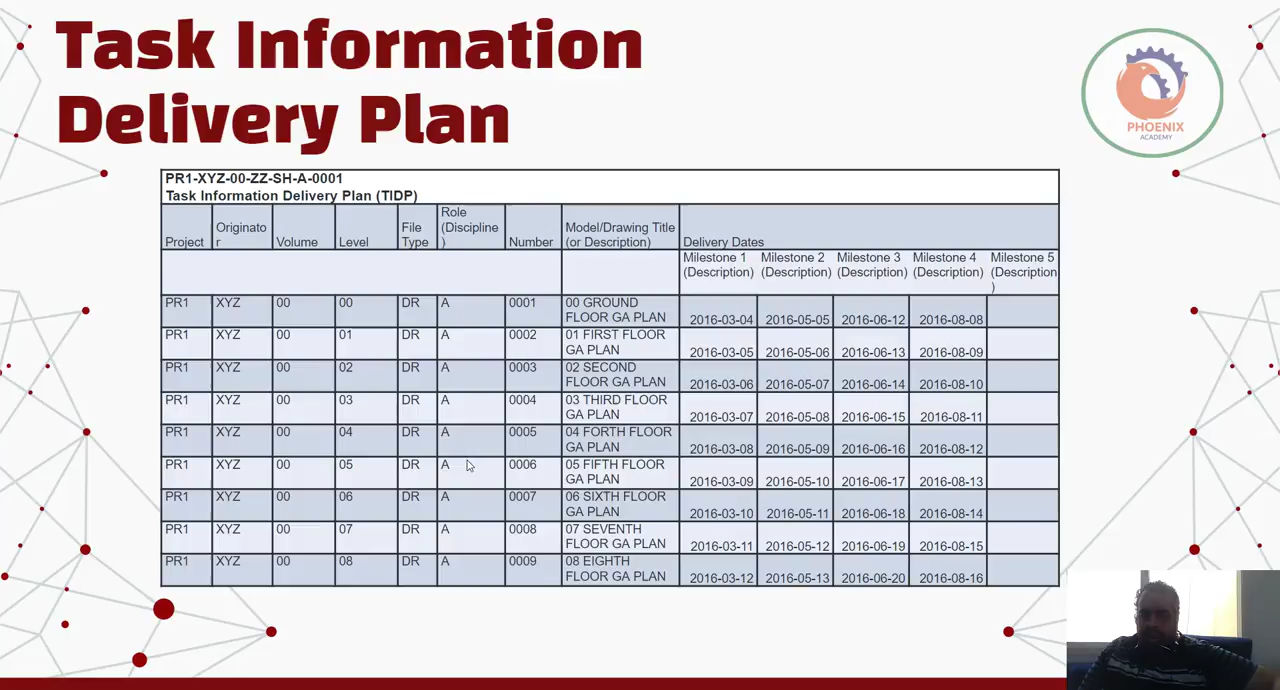 Task Information
Delivery Plan
PHOENIX
ACADEMY
PR1-XYZ-00-ZZ-SH-A-0001
Task Information Delivery Plan (TIDP)
Project Originato r Volume Level File Type Role (Discipline ) Number Model/Drawing Title (or Description) Delivery Dates
Milestone 1 (Description) Milestone 2 (Description) Milestone 3 (Description) Milestone 4 (Description) Milestone 5 (Description )
PR1 XYZ 00 00 DR A 0001 00 GROUND FLOOR GA PLAN 2016-03-04 2016-05-05 2016-06-12 2016-08-08
PR1 XYZ 00 01 DR A 0002 01 FIRST FLOOR GA PLAN 2016-03-05 2016-05-06 2016-06-13 2016-08-09
PR1 XYZ 00 02 DR A 0003 02 SECOND FLOOR GA PLAN 2016-03-06 2016-05-07 2016-06-14 2016-08-10
PR1 XYZ 00 03 DR A 0004 03 THIRD FLOOR GA PLAN 2016-03-07 2016-05-08 2016-06-15 2016-08-11
PR1 XYZ 00 04 DR A 0005 04 FORTH FLOOR GA PLAN 2016-03-08 2016-05-09 2016-06-16 2016-08-12
PR1 XYZ 00 05 DR A 0006 05 FIFTH FLOOR GA PLAN 2016-03-09 2016-05-10 2016-06-17 2016-08-13
PR1 XYZ 00 06 DR A 0007 06 SIXTH FLOOR GA PLAN 2016-03-10 2016-05-11 2016-06-18 2016-08-14
PR1 XYZ 00 07 DR A 0008 07 SEVENTH FLOOR GA PLAN 2016-03-11 2016-05-12 2016-06-19 2016-08-15
PR1 XYZ 00 08 DR A 0009 08 EIGHTH FLOOR GA PLAN 2016-03-12 2016-05-13 2016-06-20 2016-08-16